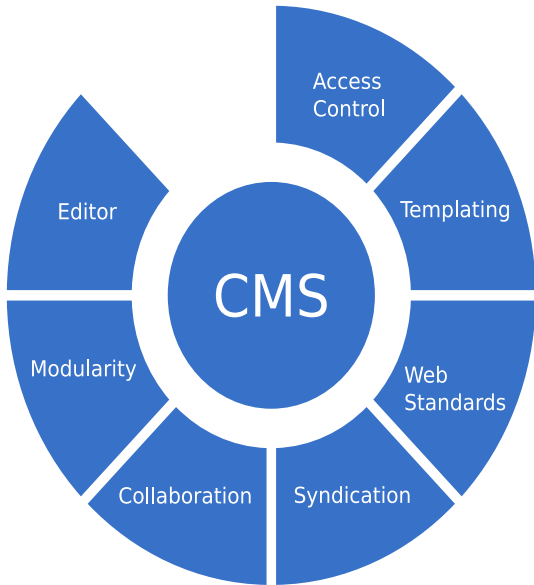 Access
Control
Templating
Editor
CMS
Modularity
Web
Standards
Collaboration
Syndication